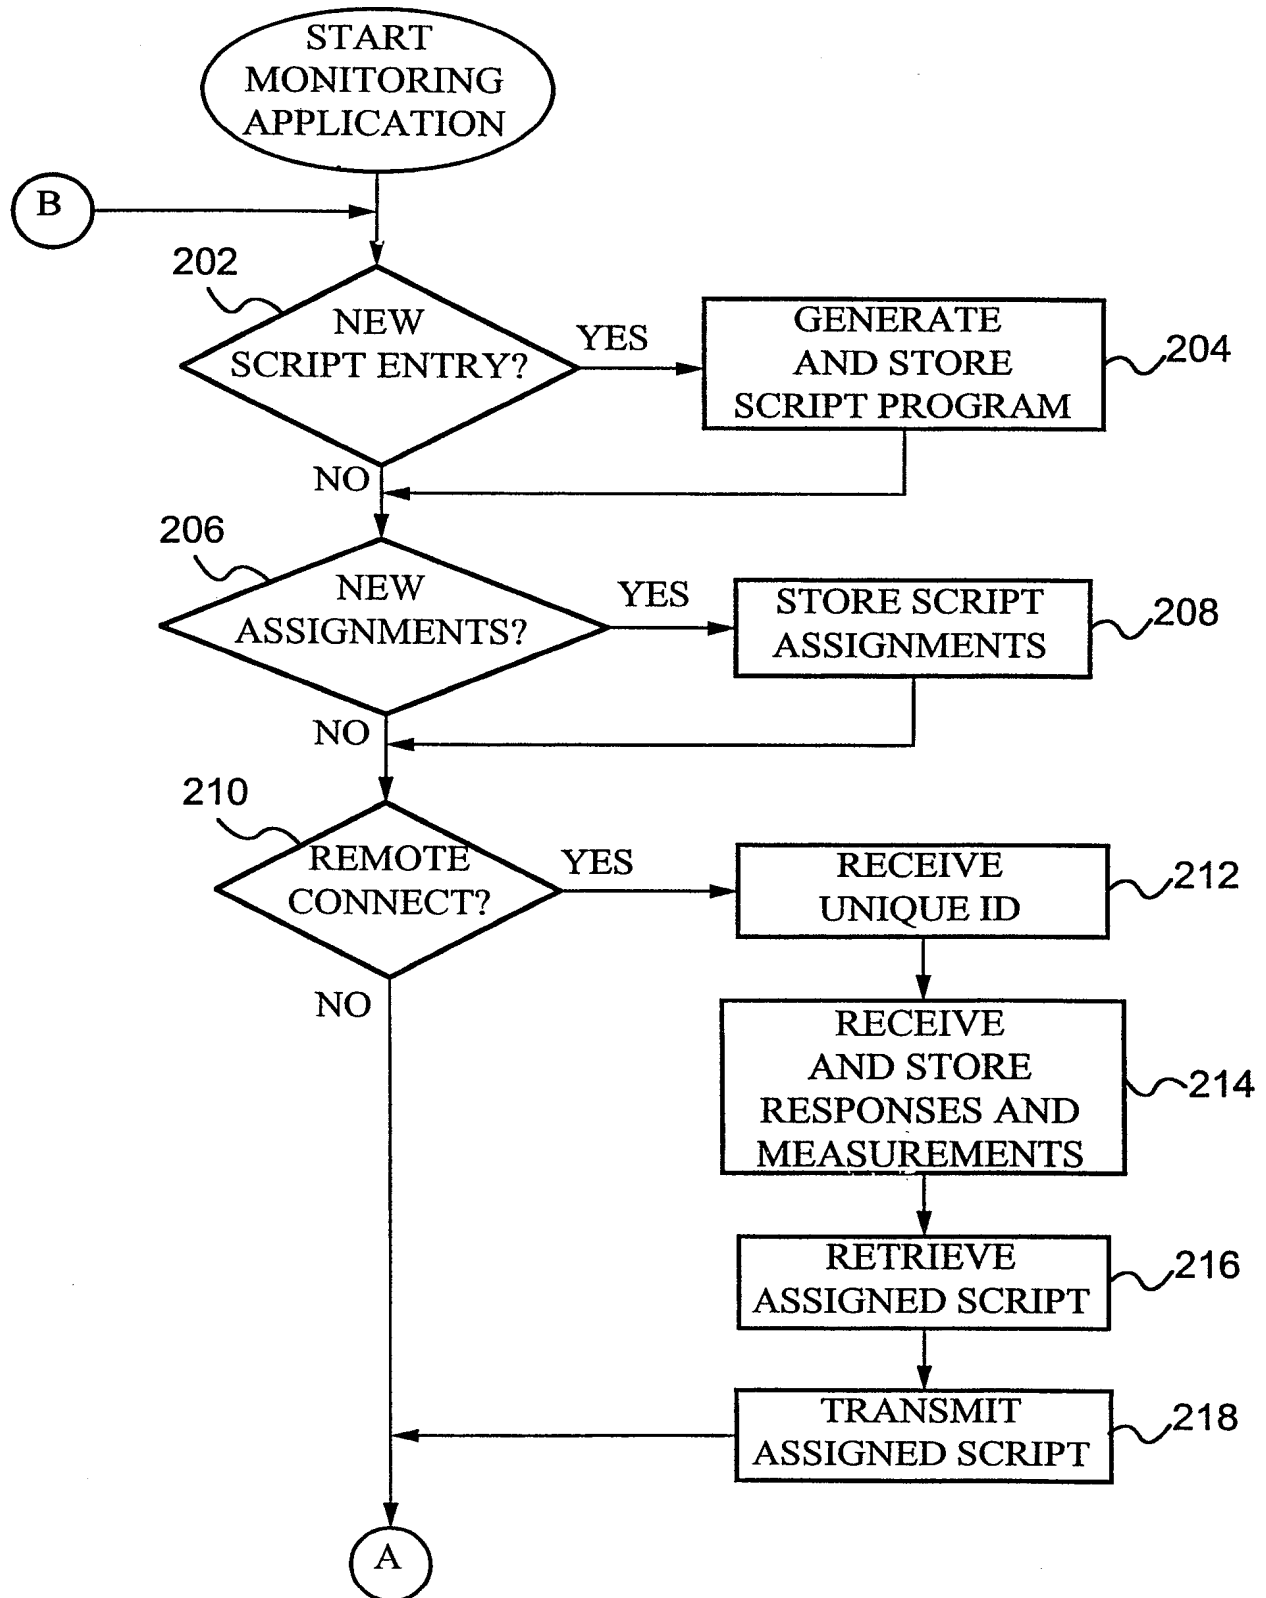 START
MONITORING
APPLICATION
B
202
NEW
SCRIPT ENTRY?
YES
GENERATE
AND STORE
SCRIPT PROGRAM
204
NO
206
NEW
ASSIGNMENTS?
YES
STORE SCRIPT
ASSIGNMENTS
208
NO
210
REMOTE
CONNECT?
YES
RECEIVE
UNIQUE ID
212
NO
RECEIVE
AND STORE
RESPONSES AND
MEASUREMENTS
214
RETRIEVE
ASSIGNED SCRIPT
216
TRANSMIT
ASSIGNED SCRIPT
218
A